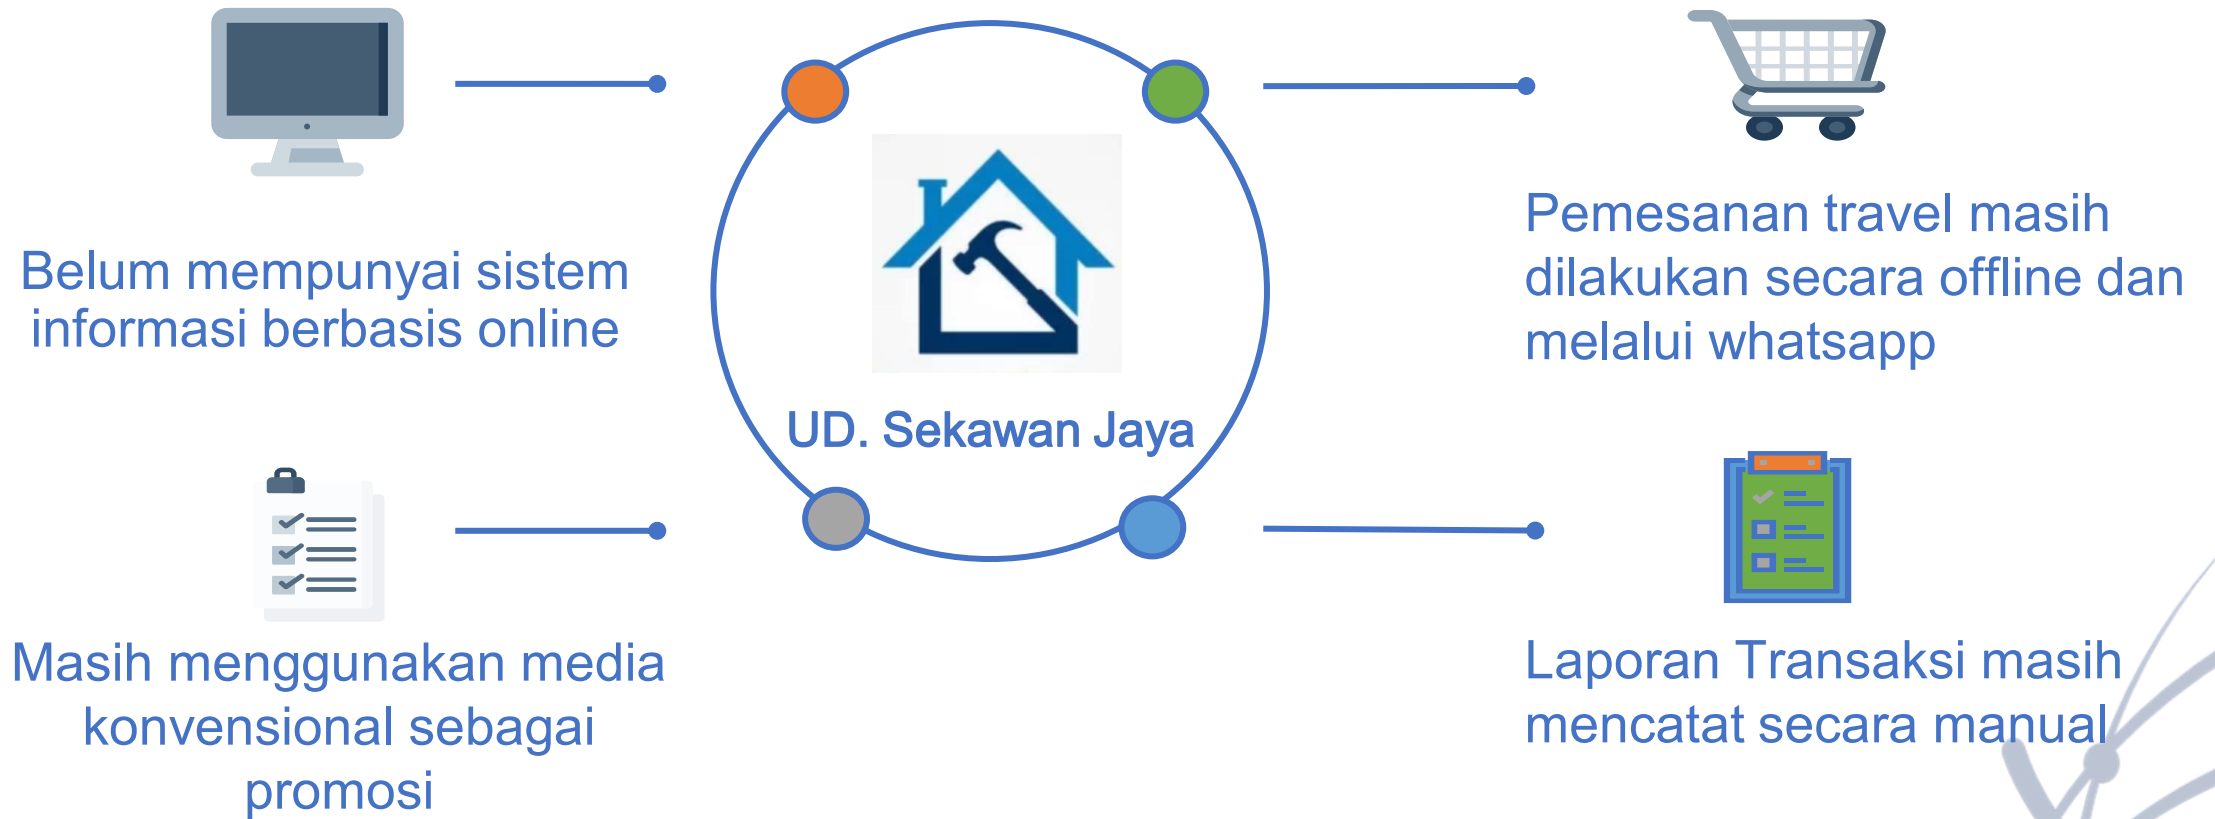 Belum mempunyai sistem
informasi berbasis online
Masih menggunakan media
konvensional sebagai
promosi
UD. Sekawan Jaya
Pemesanan travel masih
dilakukan secara offline dan
melalui whatsapp
Laporan Transaksi masih
mencatat secara manual